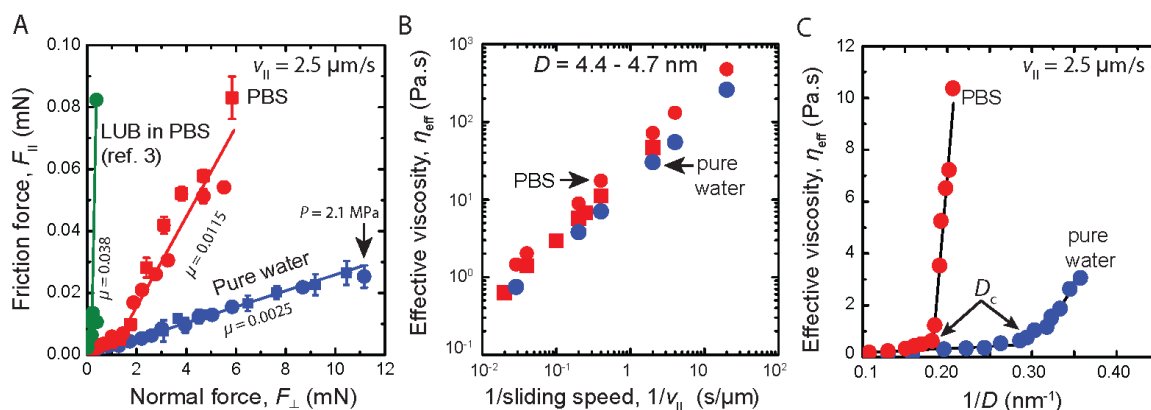 A
v∥ = 2.5 µm/s
PBS
LUB in PBS
(ref. 3)
P = 2.1 MPa
µ = 0.038
µ = 0.0115
Pure water
µ = 0.0025
Friction force, F∥ (mN)
0.10
0.08
0.06
0.04
0.02
0.00
0 2 4 6 8 10 12
Normal force, F⊥ (mN)
B
D = 4.4 - 4.7 nm
PBS
pure
water
Effective viscosity, ηeff (Pa.s)
10³
10²
10¹
10⁰
10⁻¹
10⁻² 10⁻¹ 10⁰ 10¹ 10²
1/sliding speed, 1/v∥ (s/µm)
C
v∥ = 2.5 µm/s
PBS
pure
water
Dc
Effective viscosity, ηeff (Pa.s)
12
10
8
6
4
2
0
0.1 0.20 0.30 0.40
1/D (nm⁻¹)